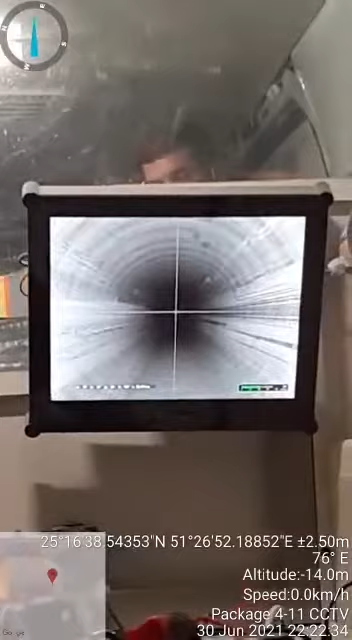 25°16'38.54353"N 51°26'52.18852"E ±2.50m
76° E
Altitude:-14.0m
Speed:0.0km/h
Package 4-11 CCTV
30 Jun 2021 22:22:34
Google